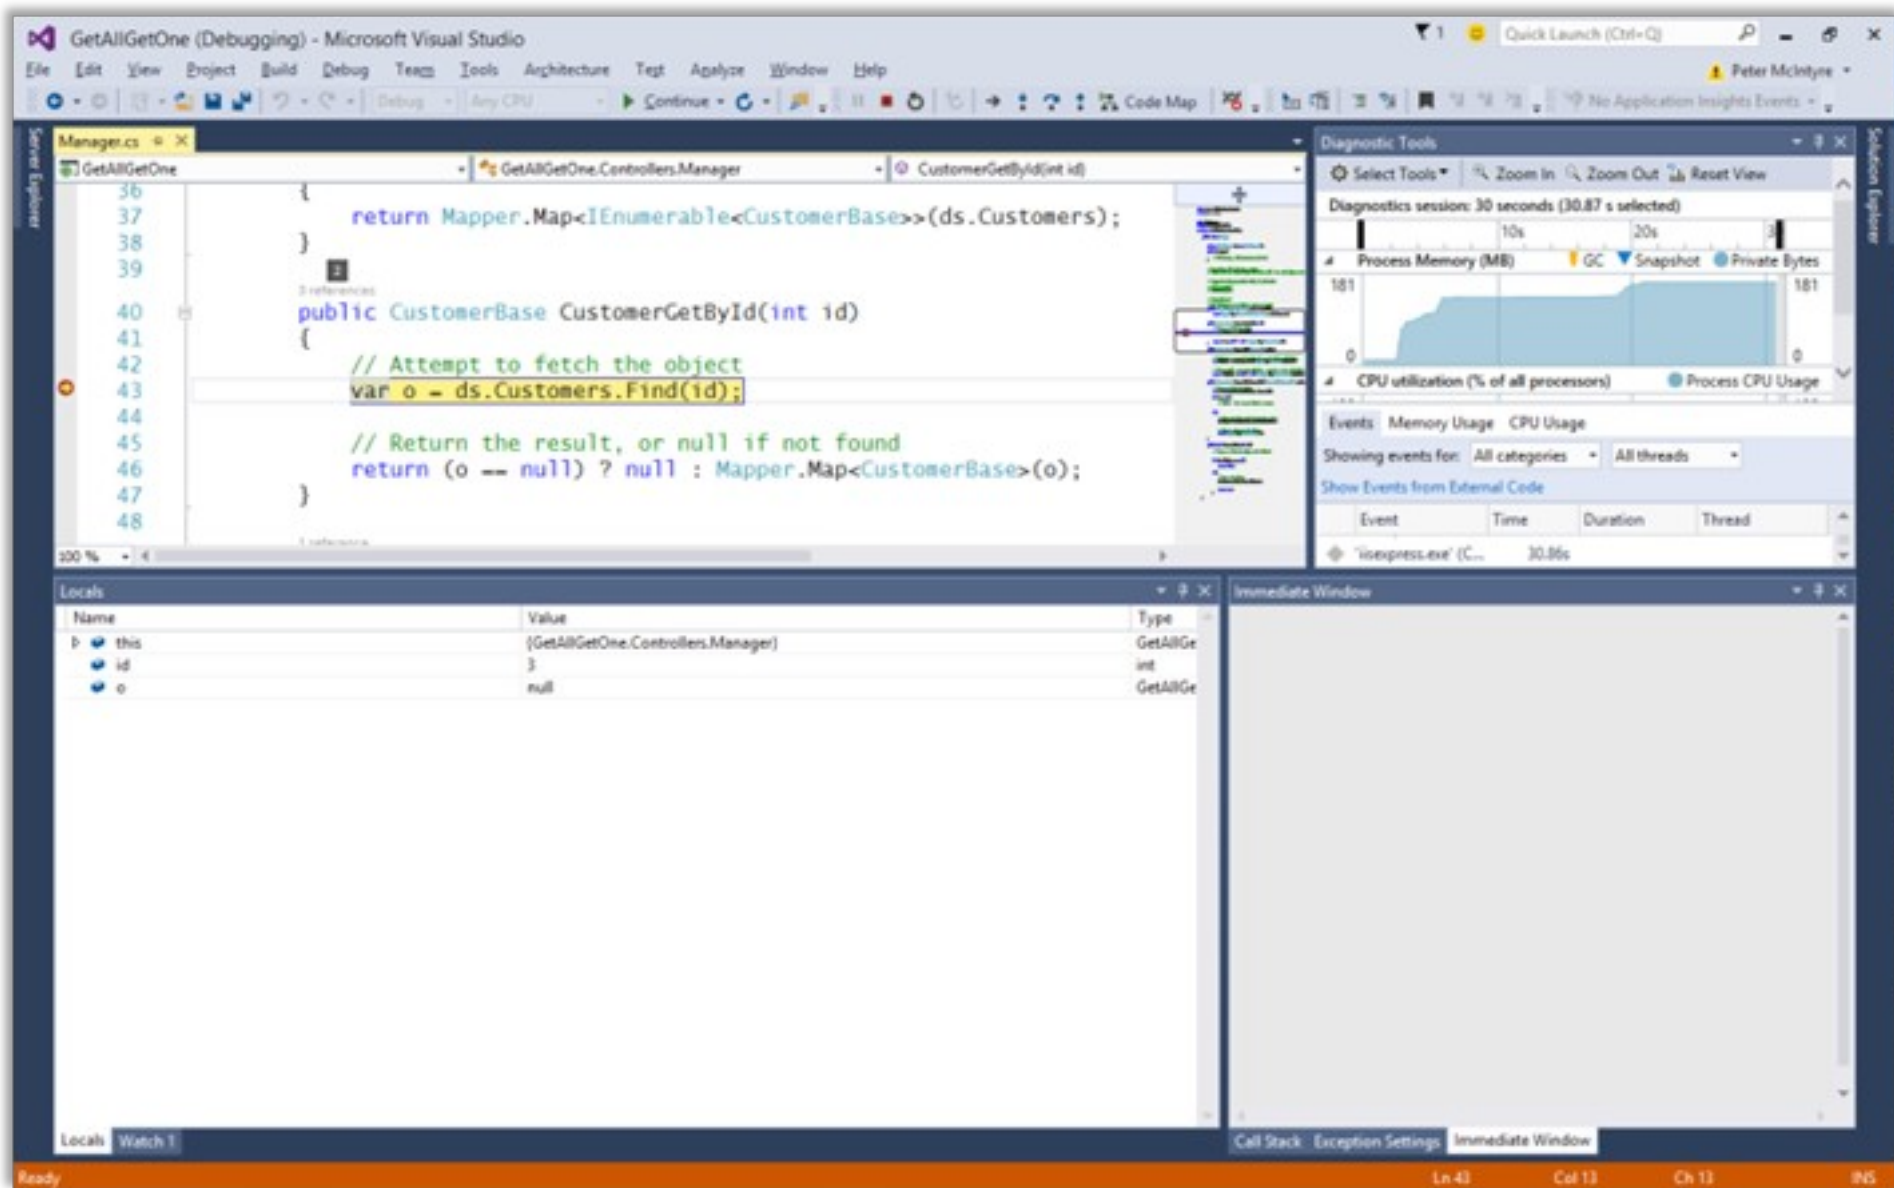 GetAllGetOne (Debugging) - Microsoft Visual Studio
1
Quick Launch (Ctrl+Q)
File Edit View Project Build Debug Team Tools Architecture Test Analyze Window Help
Peter McIntyre
Debug Any CPU Continue Code Map No Application Insights Events
Server Explorer
Manager.cs
GetAllGetOne GetAllGetOne.Controllers.Manager CustomerGetById(int id)
36 {
37 return Mapper.Map<IEnumerable<CustomerBase>>(ds.Customers);
38 }
39
2
3 references
40 public CustomerBase CustomerGetById(int id)
41 {
42 // Attempt to fetch the object
43 var o = ds.Customers.Find(id);
44
45 // Return the result, or null if not found
46 return (o == null) ? null : Mapper.Map<CustomerBase>(o);
47 }
48
1 reference
100 %
Diagnostic Tools
Select Tools Zoom In Zoom Out Reset View
Diagnostics session: 30 seconds (30.87 s selected)
10s 20s 3
Process Memory (MB) GC Snapshot Private Bytes
181 181
0 0
CPU utilization (% of all processors) Process CPU Usage
Events Memory Usage CPU Usage
Showing events for: All categories All threads
Show Events from External Code
Event Time Duration Thread
'iisexpress.exe' (C... 30.86s
Solution Explorer
Locals
Name Value Type
this {GetAllGetOne.Controllers.Manager} GetAllGe
id 3 int
o null GetAllGe
Locals Watch 1
Immediate Window
Call Stack Exception Settings Immediate Window
Ready Ln 43 Col 13 Ch 13 INS